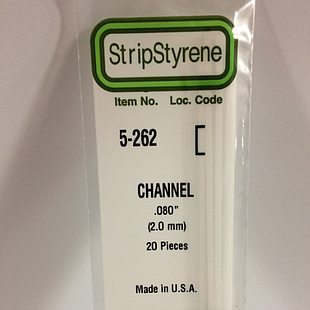 StripStyrene
Item No. Loc. Code
5-262
CHANNEL
.080"
(2.0 mm)
20 Pieces
Made in U.S.A.